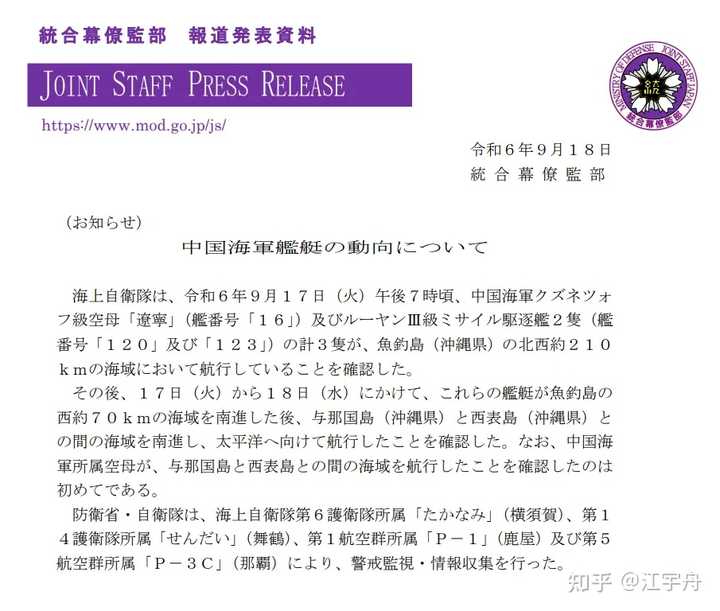 統合幕僚監部 報道発表資料
JOINT STAFF PRESS RELEASE
https://www.mod.go.jp/js/
MINISTRY OF DEFENSE JOINT STAFF JAPAN
統
統合幕僚監部
令和6年9月18日
統合幕僚監部
(お知らせ)
中国海軍艦艇の動向について
海上自衛隊は、令和6年9月17日(火)午後7時頃、中国海軍クズネツォ
フ級空母「遼寧」(艦番号「16」)及びルーヤンⅢ級ミサイル駆逐艦2隻(艦
番号「120」及び「123」)の計3隻が、魚釣島(沖縄県)の北西約210
kmの海域において航行していることを確認した。
その後、17日(火)から18日(水)にかけて、これらの艦艇が魚釣島の
西約70kmの海域を南進した後、与那国島(沖縄県)と西表島(沖縄県)と
の間の海域を南進し、太平洋へ向けて航行したことを確認した。なお、中国海
軍所属空母が、与那国島と西表島との間の海域を航行したことを確認したのは
初めてである。
防衛省・自衛隊は、海上自衛隊第6護衛隊所属「たかなみ」(横須賀)、第1
4護衛隊所属「せんだい」(舞鶴)、第1航空群所属「P-1」(鹿屋)及び第5
航空群所属「P-3C」(那覇)により、警戒監視・情報収集を行った。
知乎 @江宇舟